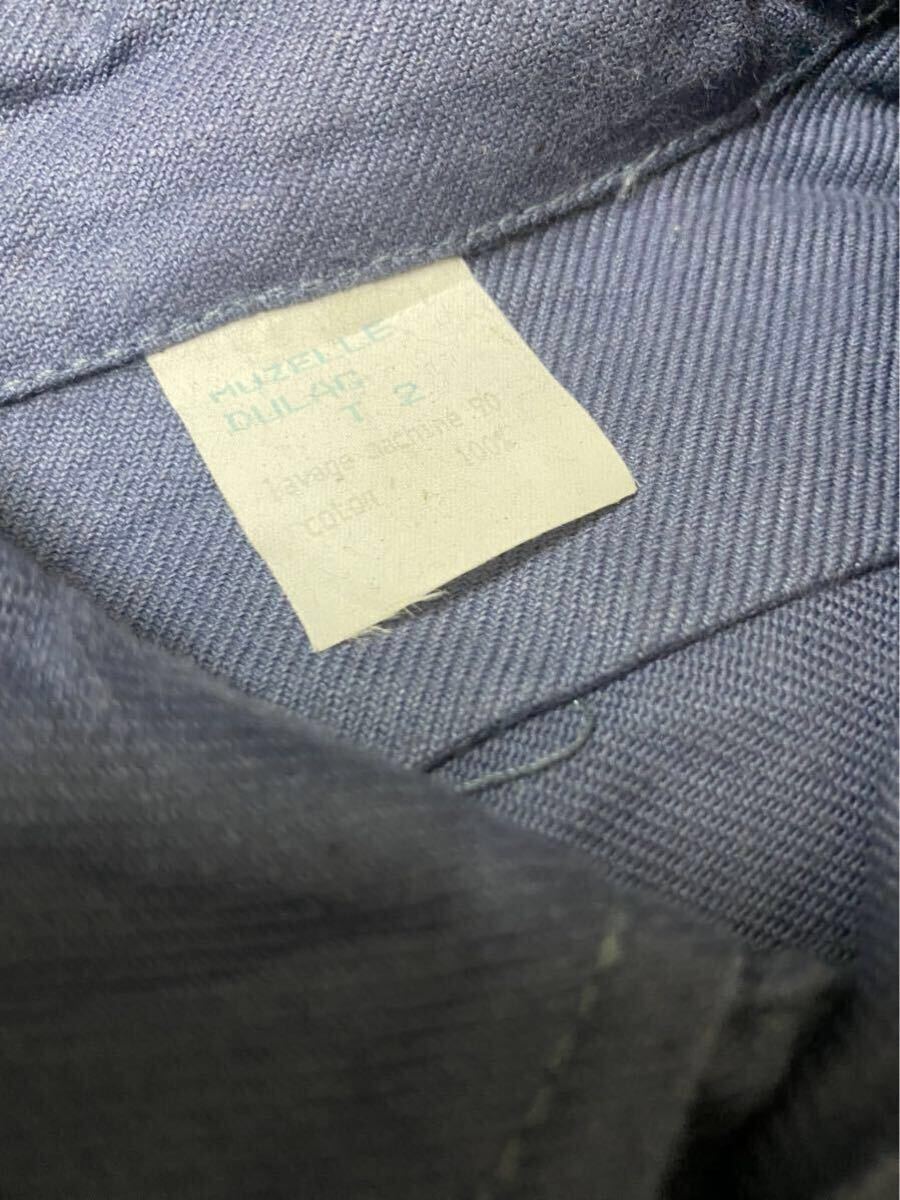 MUZELLE
DULAC
T 2
lavage machine 90
coton 100%